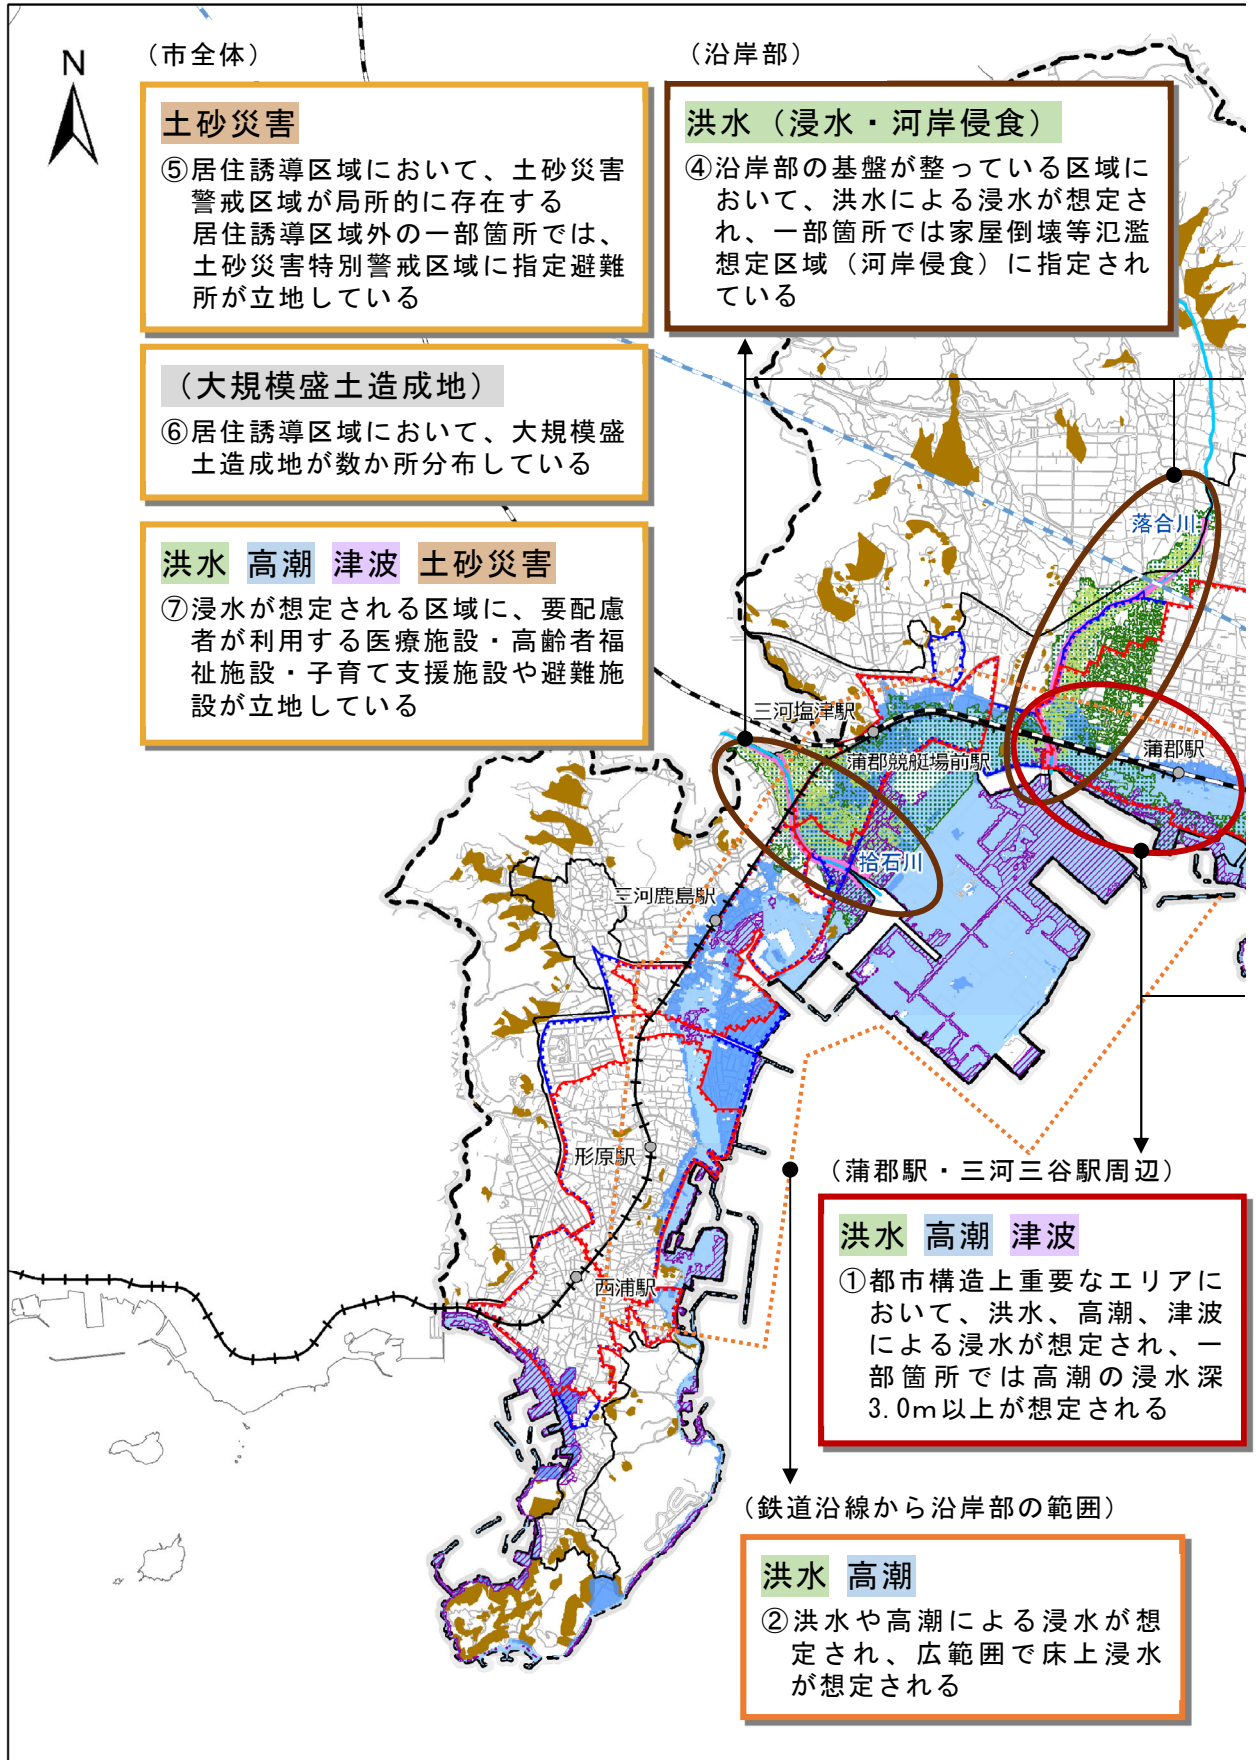 N
（市全体）
土砂災害
⑤居住誘導区域において、土砂災害
警戒区域が局所的に存在する
居住誘導区域外の一部箇所では、
土砂災害特別警戒区域に指定避難
所が立地している
（大規模盛土造成地）
⑥居住誘導区域において、大規模盛
土造成地が数か所分布している
洪水 高潮 津波 土砂災害
⑦浸水が想定される区域に、要配慮
者が利用する医療施設・高齢者福
祉施設・子育て支援施設や避難施
設が立地している
（沿岸部）
洪水（浸水・河岸侵食）
④沿岸部の基盤が整っている区域に
おいて、洪水による浸水が想定さ
れ、一部箇所では家屋倒壊等氾濫
想定区域（河岸侵食）に指定され
ている
落合川
三河塩津駅
蒲郡競艇場前駅
蒲郡駅
拾石川
三河鹿島駅
形原駅
西浦駅
（蒲郡駅・三河三谷駅周辺）
洪水 高潮 津波
①都市構造上重要なエリアに
おいて、洪水、高潮、津波
による浸水が想定され、一
部箇所では高潮の浸水深
3.0m以上が想定される
（鉄道沿線から沿岸部の範囲）
洪水 高潮
②洪水や高潮による浸水が想
定され、広範囲で床上浸水
が想定される